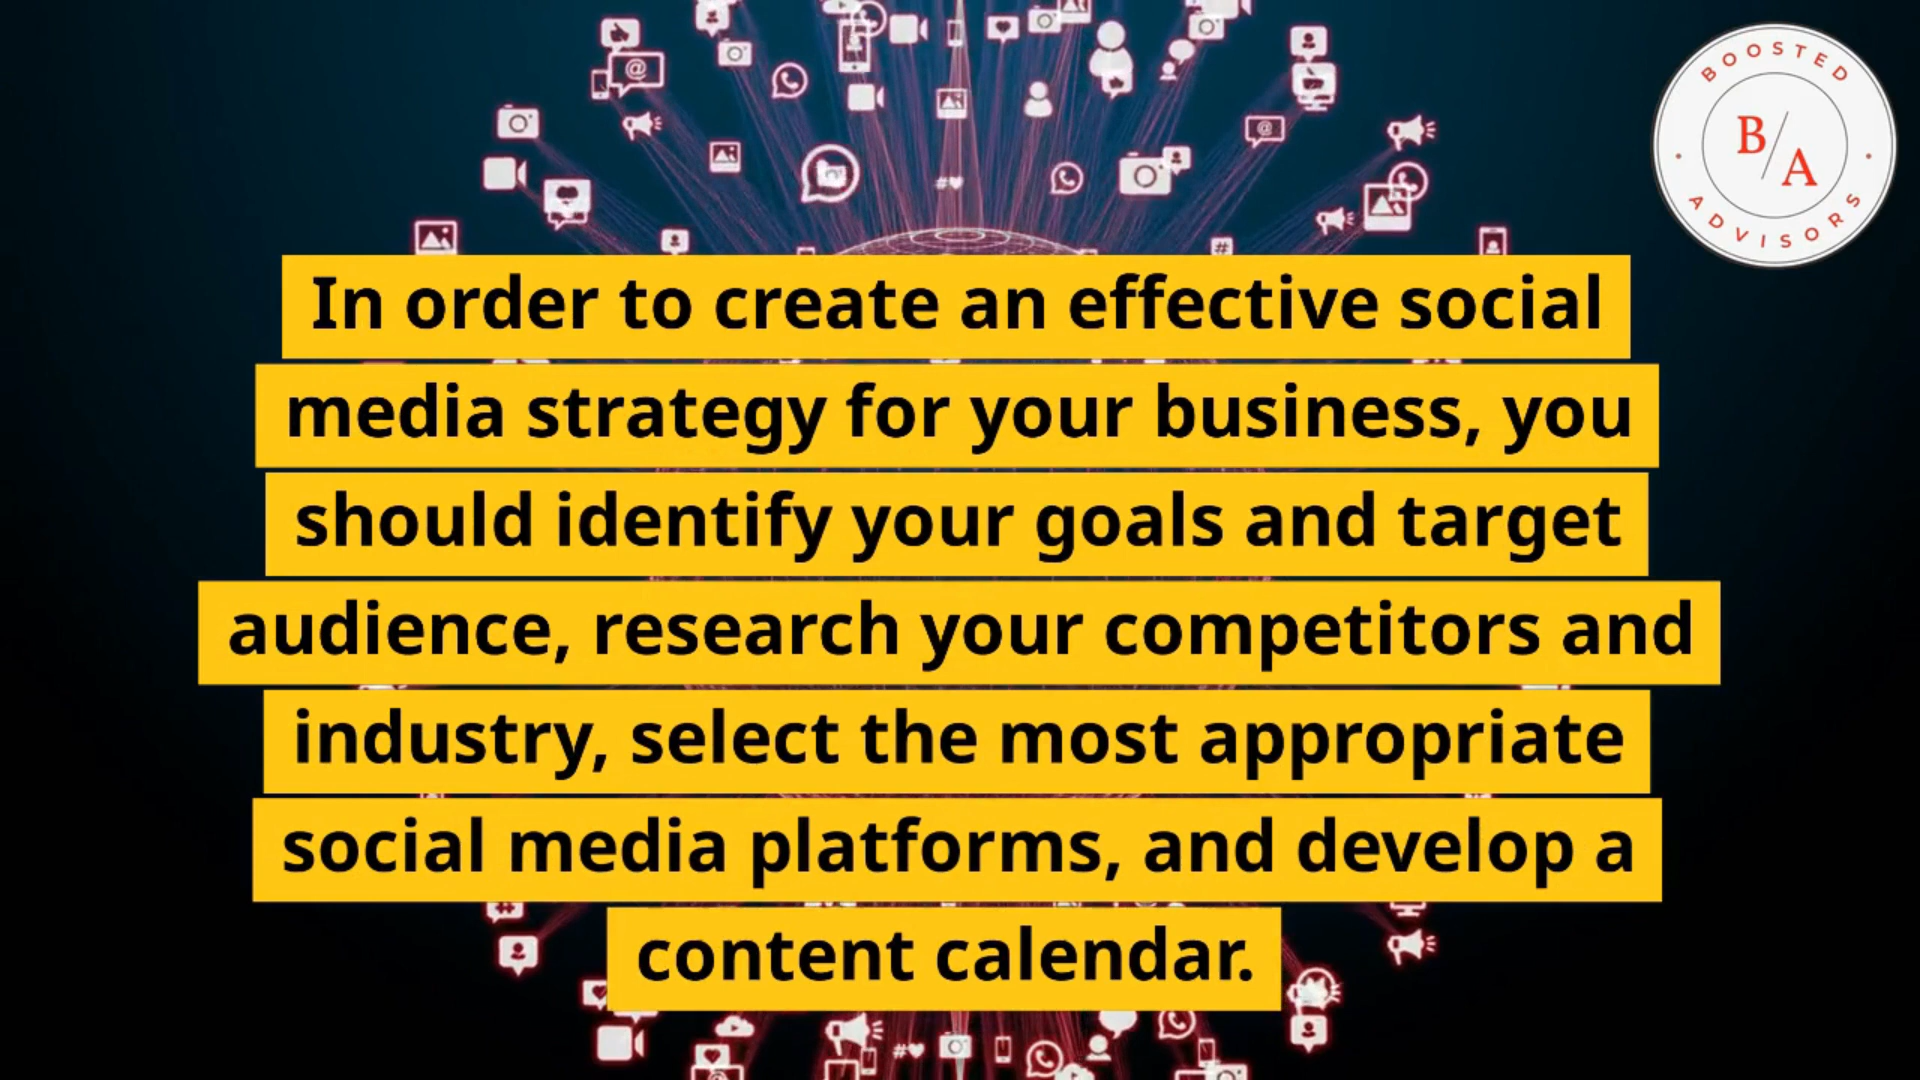 BOOSTED
B/A
ADVISORS
In order to create an effective social
media strategy for your business, you
should identify your goals and target
audience, research your competitors and
industry, select the most appropriate
social media platforms, and develop a
content calendar.